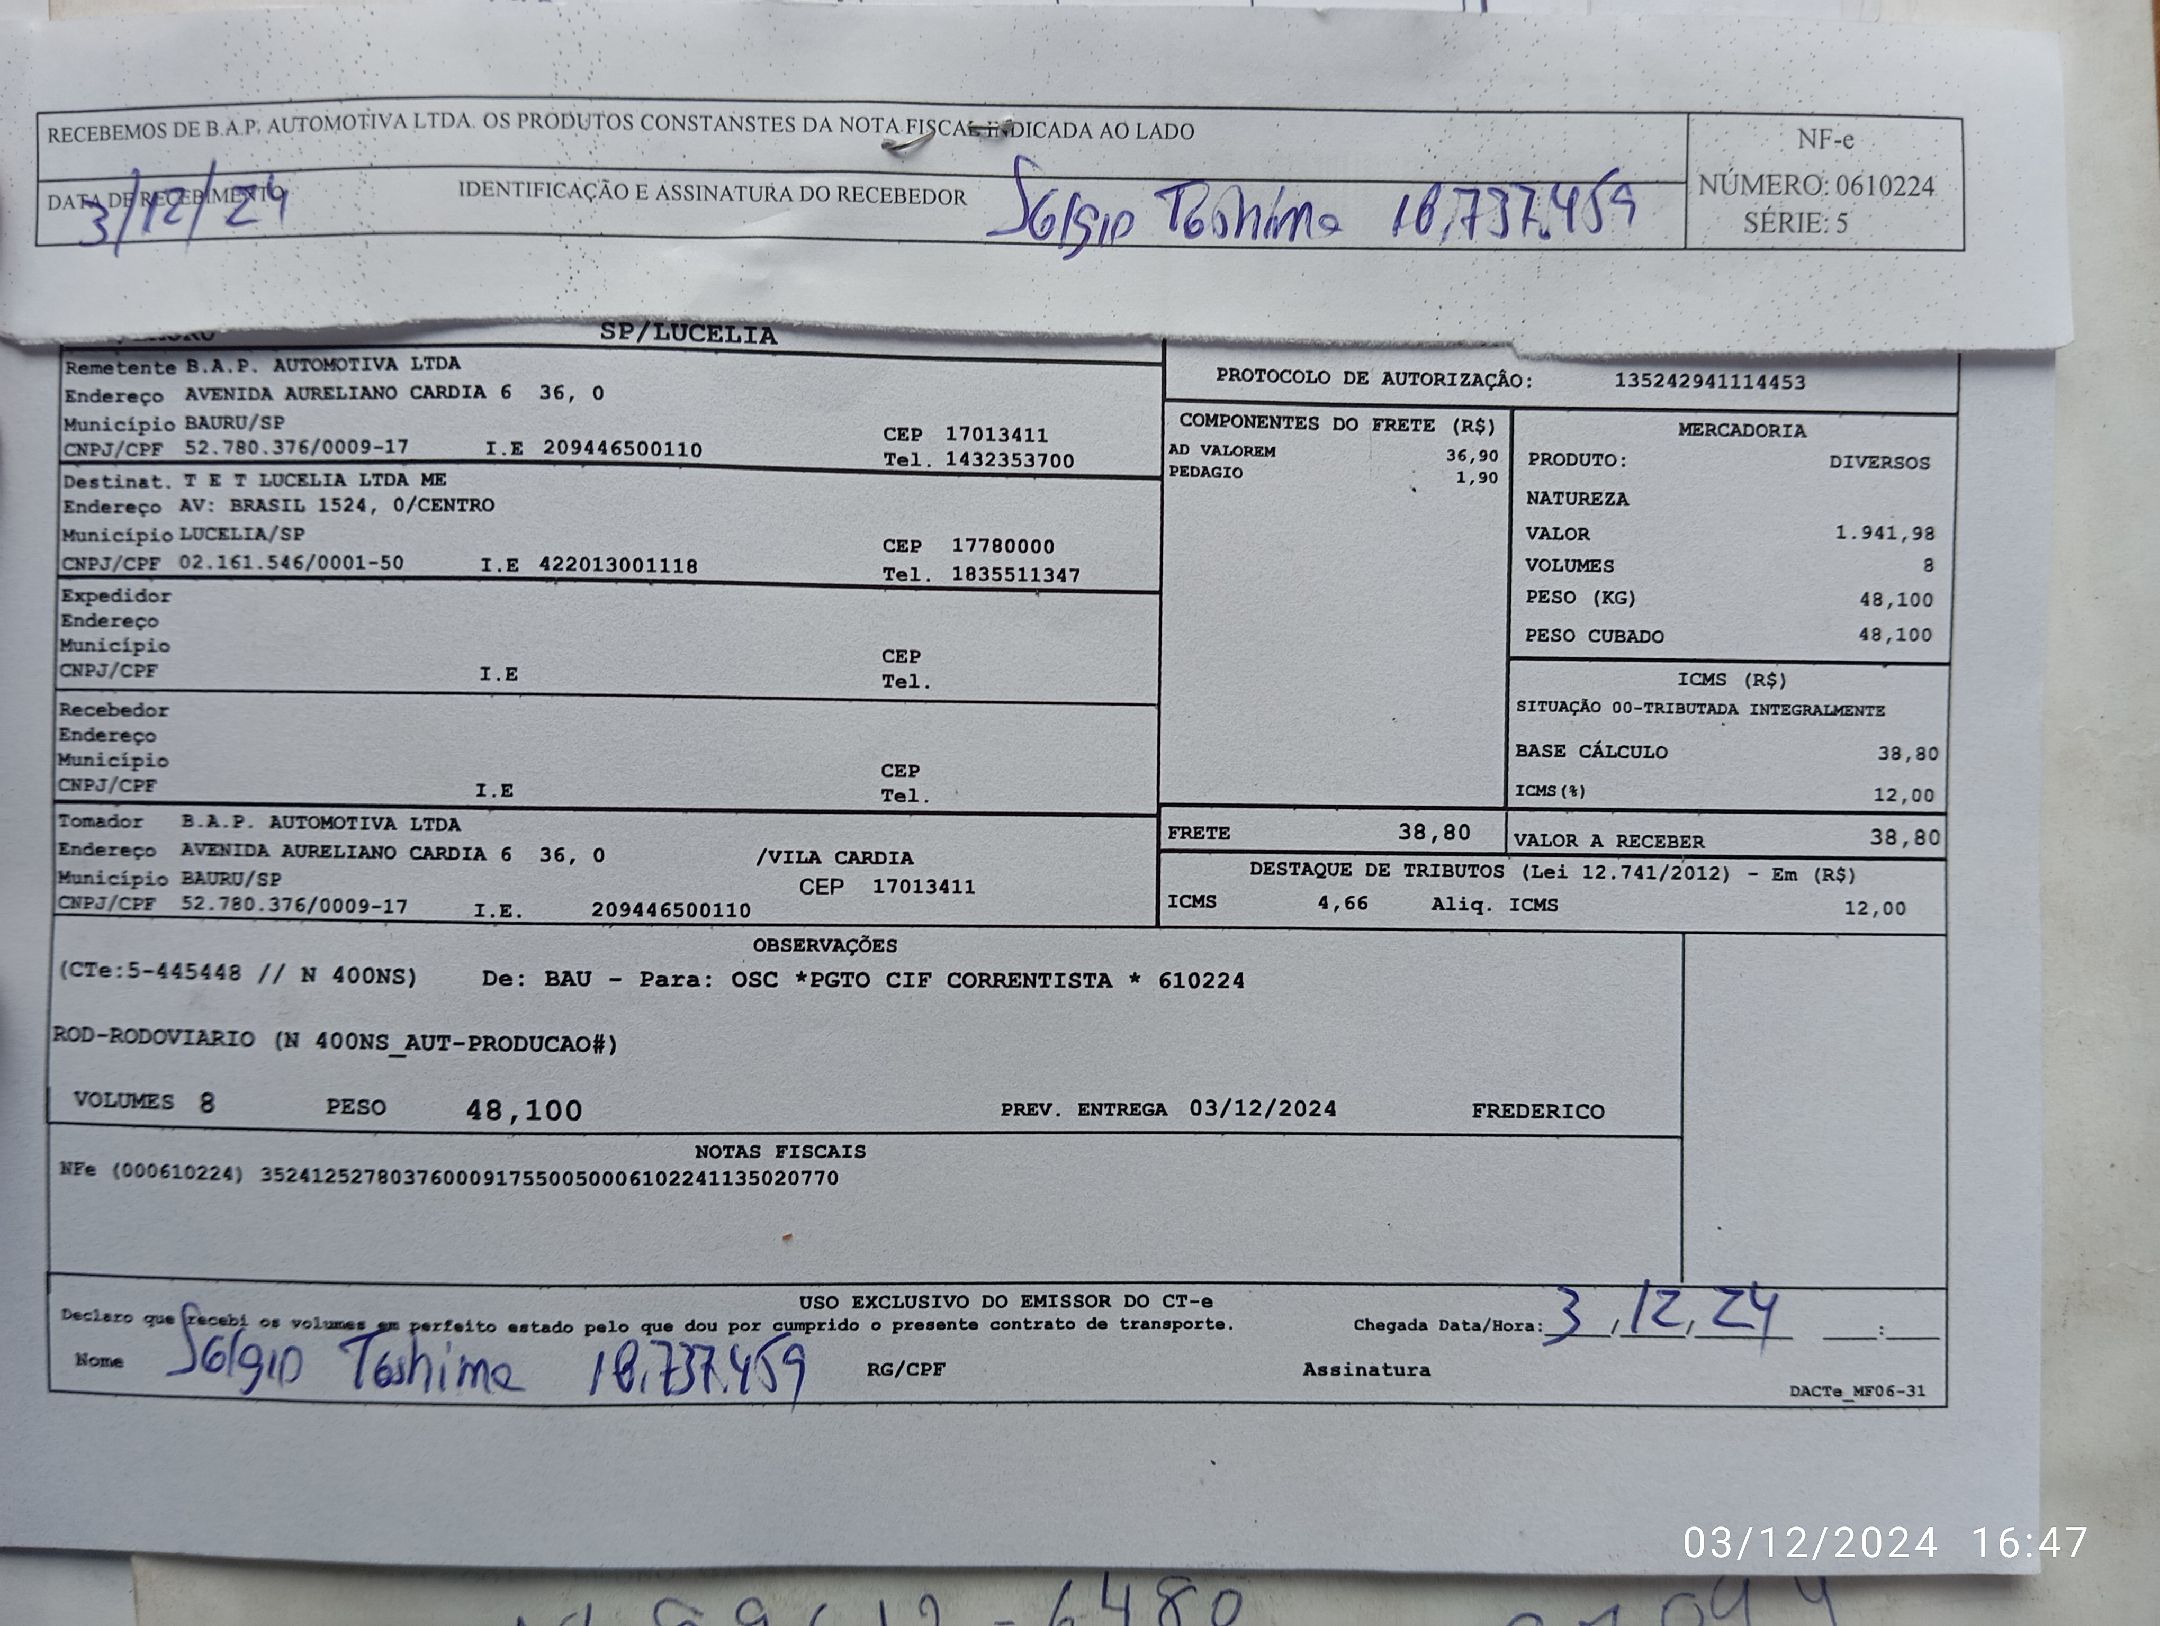 RECEBEMOS DE B.A.P. AUTOMOTIVA LTDA. OS PRODUTOS CONSTANSTES DA NOTA FISCAL INDICADA AO LADO
DATA DE RECEBIMENTO 3/12/24
IDENTIFICAÇÃO E ASSINATURA DO RECEBEDOR Sérgio Toshima 18.737.459
NF-e
NÚMERO: 0610224
SÉRIE: 5
SP/LUCELIA
Remetente B.A.P. AUTOMOTIVA LTDA
Endereço AVENIDA AURELIANO CARDIA 6 36, 0
Município BAURU/SP
CEP 17013411
CNPJ/CPF 52.780.376/0009-17 I.E 209446500110
Tel. 1432353700
Destinat. T E T LUCELIA LTDA ME
Endereço AV: BRASIL 1524, 0/CENTRO
Município LUCELIA/SP
CEP 17780000
CNPJ/CPF 02.161.546/0001-50 I.E 422013001118
Tel. 1835511347
Expedidor
Endereço
Município
CEP
CNPJ/CPF I.E
Tel.
Recebedor
Endereço
Município
CEP
CNPJ/CPF I.E
Tel.
Tomador B.A.P. AUTOMOTIVA LTDA
Endereço AVENIDA AURELIANO CARDIA 6 36, 0 /VILA CARDIA
Município BAURU/SP CEP 17013411
CNPJ/CPF 52.780.376/0009-17 I.E. 209446500110
PROTOCOLO DE AUTORIZAÇÂO: 135242941114453
COMPONENTES DO FRETE (R$)
AD VALOREM 36,90
PEDAGIO 1,90
MERCADORIA
PRODUTO: DIVERSOS
NATUREZA
VALOR 1.941,98
VOLUMES 8
PESO (KG) 48,100
PESO CUBADO 48,100
ICMS (R$)
SITUAÇÃO 00-TRIBUTADA INTEGRALMENTE
BASE CÁLCULO 38,80
ICMS(%) 12,00
FRETE 38,80
VALOR A RECEBER 38,80
DESTAQUE DE TRIBUTOS (Lei 12.741/2012) - Em (R$)
ICMS 4,66 Aliq. ICMS 12,00
OBSERVAÇÕES
(CTe:5-445448 // N 400NS) De: BAU - Para: OSC *PGTO CIF CORRENTISTA * 610224
ROD-RODOVIARIO (N 400NS_AUT-PRODUCAO#)
VOLUMES 8 PESO 48,100 PREV. ENTREGA 03/12/2024 FREDERICO
NOTAS FISCAIS
NFe (000610224) 35241252780376000917550050006102241135020770
USO EXCLUSIVO DO EMISSOR DO CT-e
Declaro que recebi os volumes em perfeito estado pelo que dou por cumprido o presente contrato de transporte.
Chegada Data/Hora: 3,12,24 :
Nome Sérgio Toshima 18.737.459 RG/CPF Assinatura
DACTe_MF06-31
03/12/2024 16:47